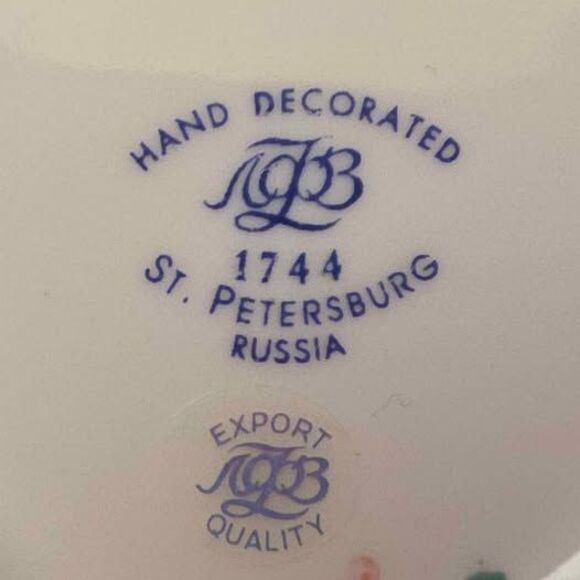 HAND DECORATED
ЛФЗ
1744
ST. PETERSBURG
RUSSIA
EXPORT
ЛФЗ
QUALITY